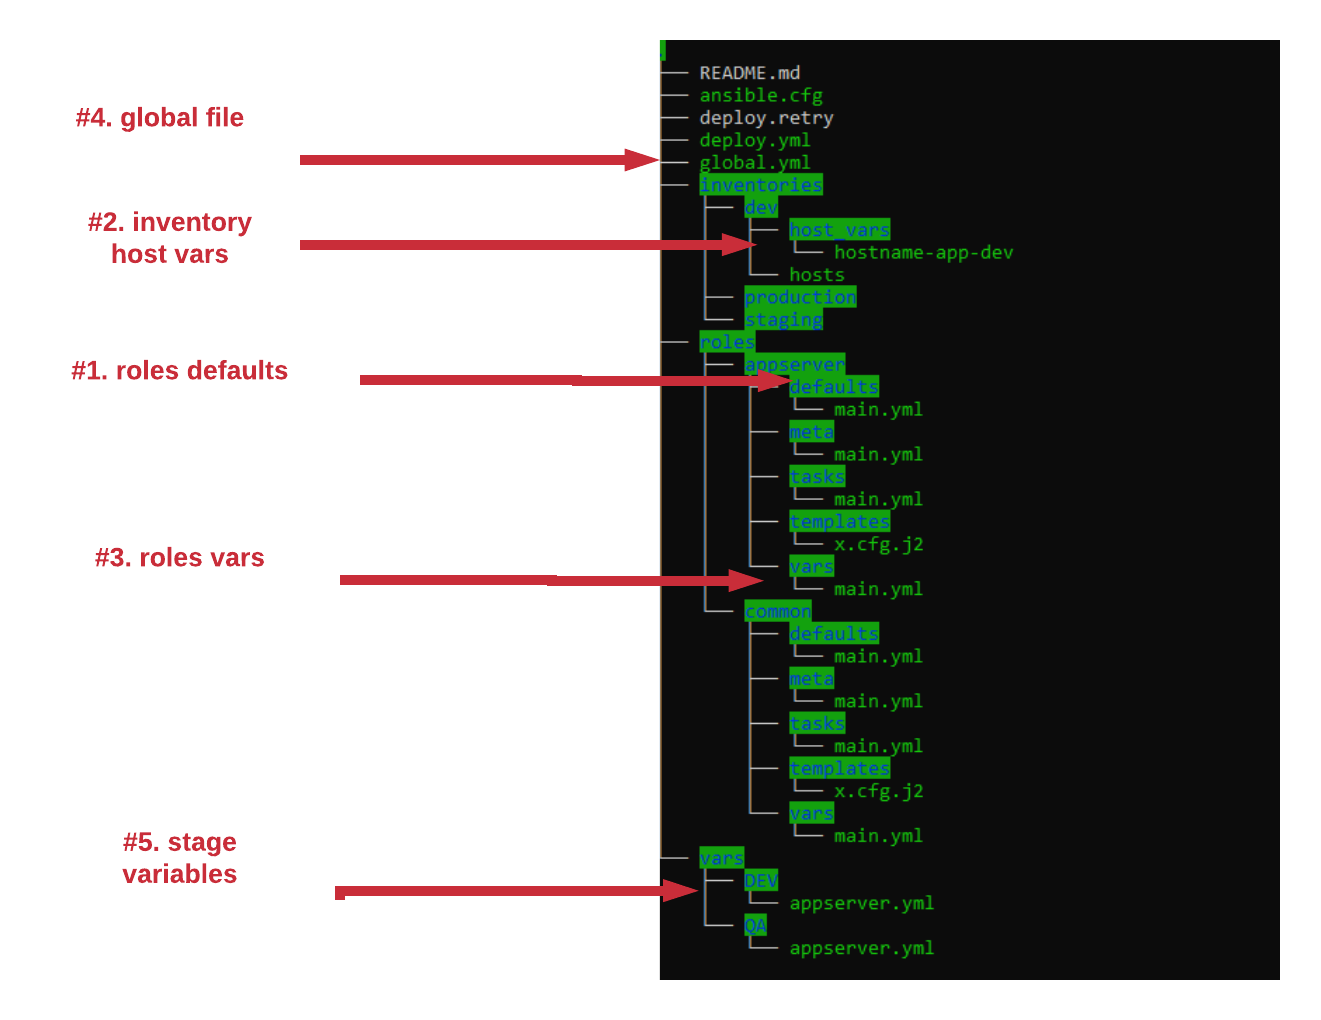 #4. global file
#2. inventory
host vars
#1. roles defaults
#3. roles vars
#5. stage
variables
.
README.md
ansible.cfg
deploy.retry
deploy.yml
global.yml
inventories
dev
host_vars
hostname-app-dev
hosts
production
staging
roles
appserver
defaults
main.yml
meta
main.yml
tasks
main.yml
templates
x.cfg.j2
vars
main.yml
common
defaults
main.yml
meta
main.yml
tasks
main.yml
templates
x.cfg.j2
vars
main.yml
vars
DEV
appserver.yml
QA
appserver.yml